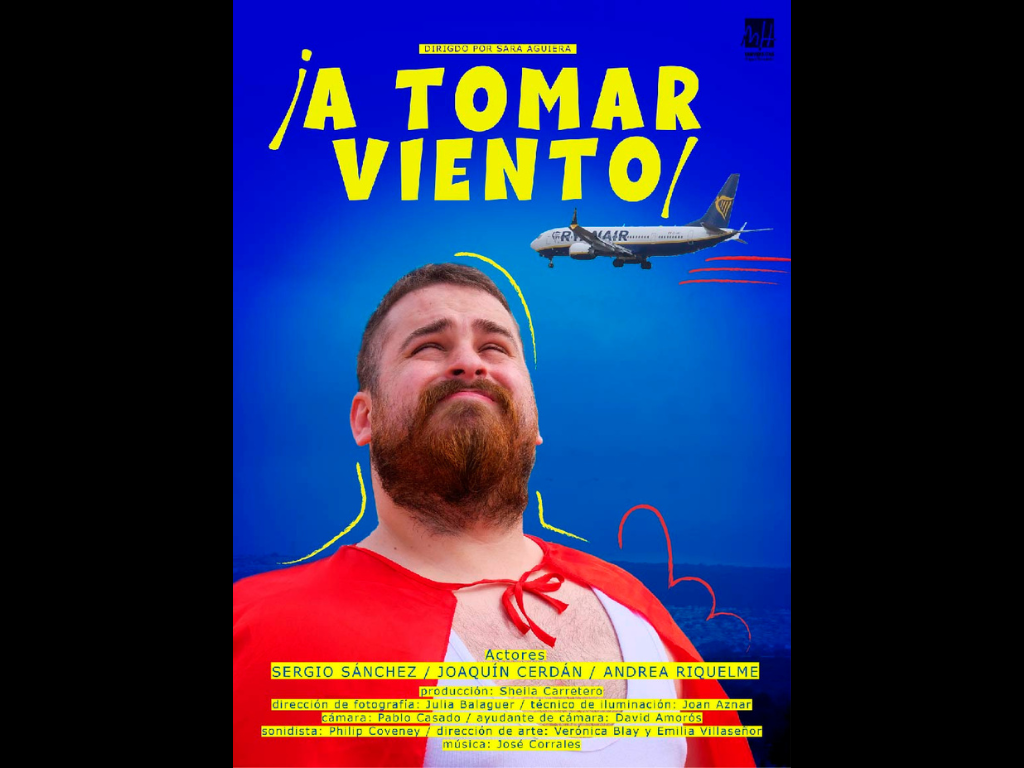 DIRIGDO POR SARA AGUIERA
¡A TOMAR
VIENTO!
RYANAIR
Actores
SERGIO SÁNCHEZ / JOAQUÍN CERDÁN / ANDREA RIQUELME
producción: Sheila Carretero
dirección de fotografía: Julia Balaguer / técnico de iluminación: Joan Aznar
cámara: Pablo Casado / ayudante de cámara: David Amorós
sonidista: Philip Coveney / dirección de arte: Verónica Blay y Emilia Villaseñor
música: José Corrales